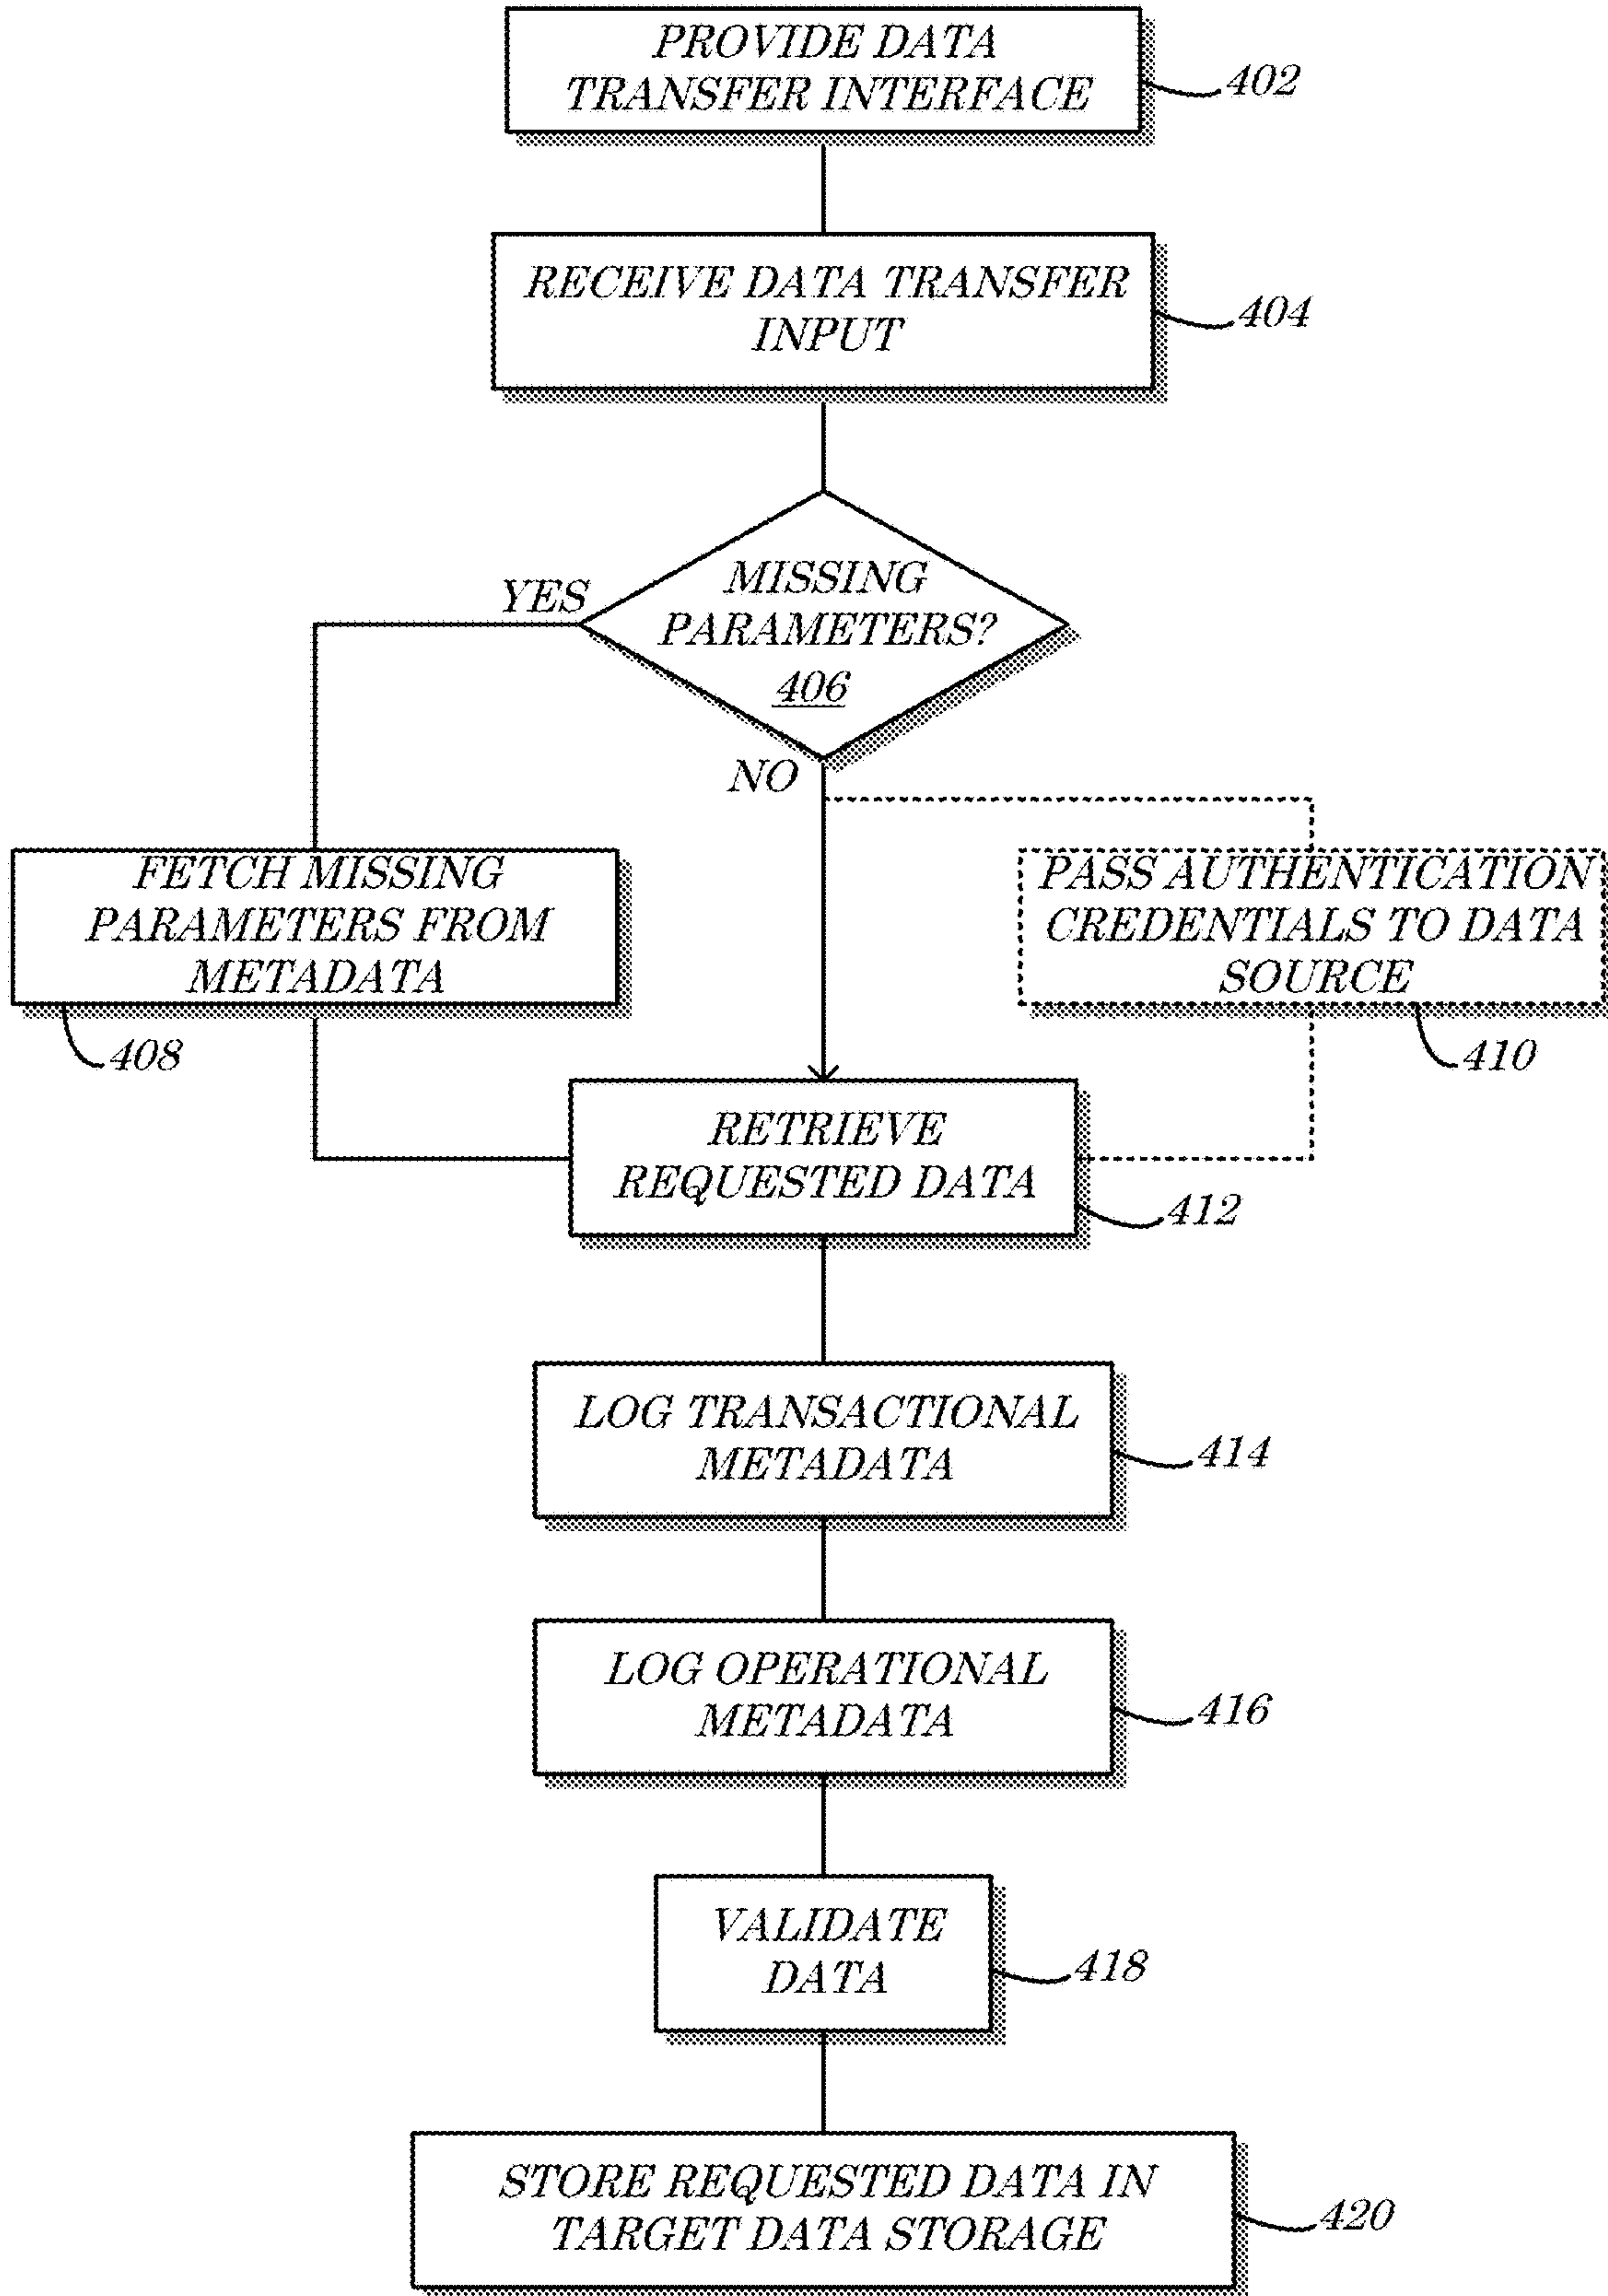 PROVIDE DATA
TRANSFER INTERFACE
402
RECEIVE DATA TRANSFER
INPUT
404
MISSING
PARAMETERS?
406
YES
NO
FETCH MISSING
PARAMETERS FROM
METADATA
408
PASS AUTHENTICATION
CREDENTIALS TO DATA
SOURCE
410
RETRIEVE
REQUESTED DATA
412
LOG TRANSACTIONAL
METADATA
414
LOG OPERATIONAL
METADATA
416
VALIDATE
DATA
418
STORE REQUESTED DATA IN
TARGET DATA STORAGE
420